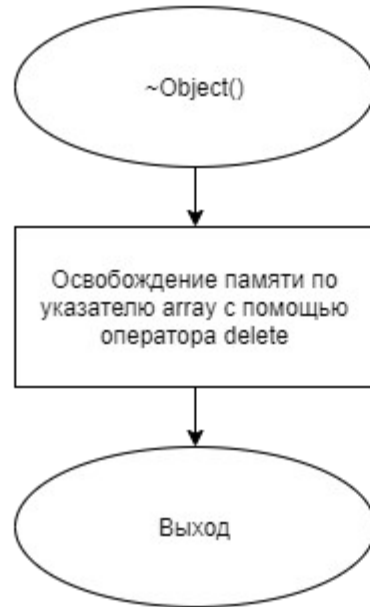 ~Object()
Освобождение памяти по
указателю array с помощью
оператора delete
Выход